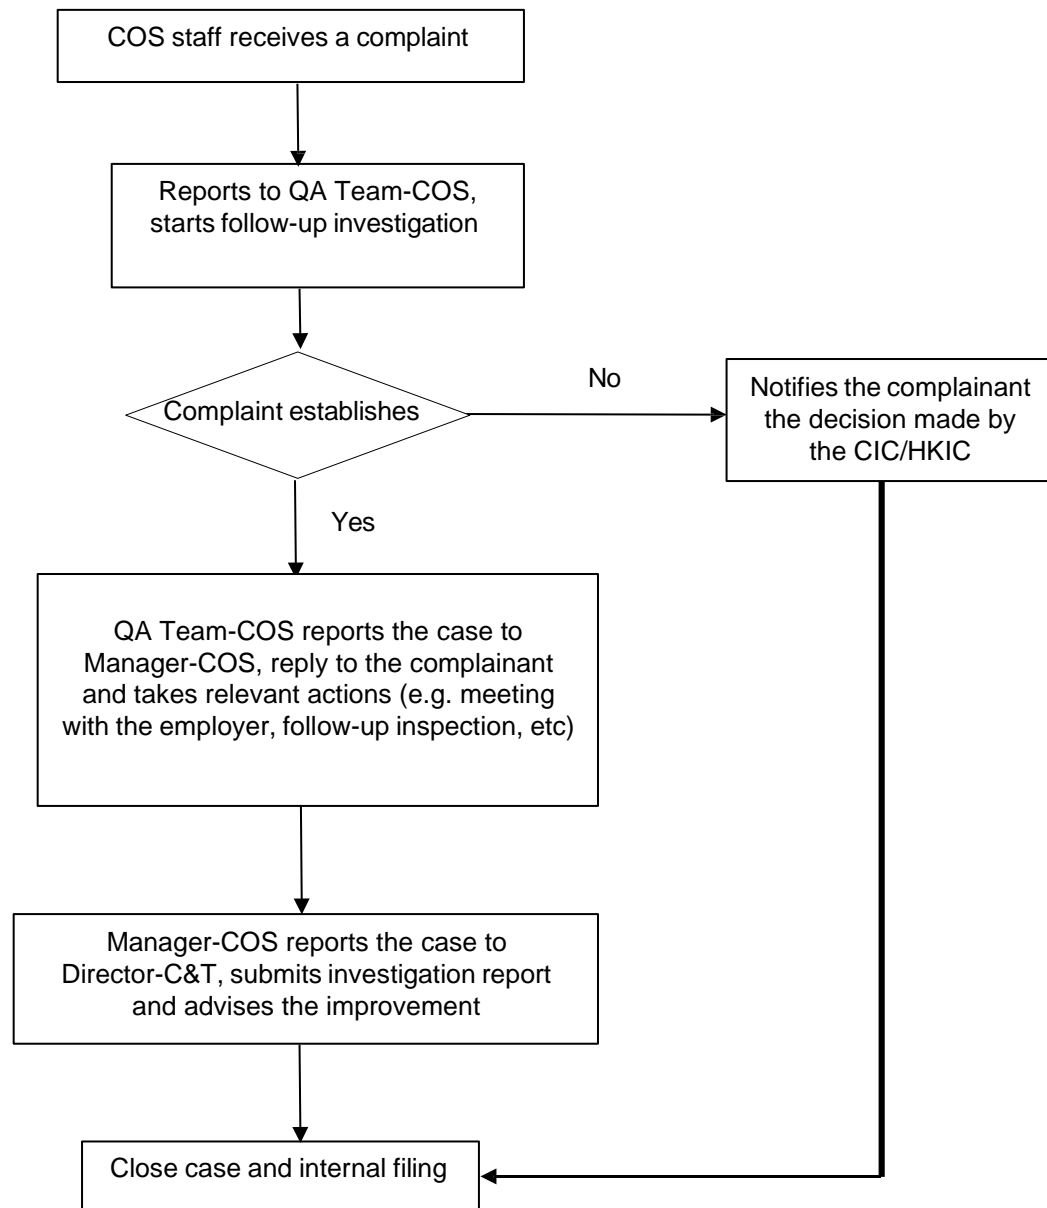 COS staff receives a complaint
Reports to QA Team-COS,
starts follow-up investigation
Complaint establishes
No
Notifies the complainant
the decision made by
the CIC/HKIC
Yes
QA Team-COS reports the case to
Manager-COS, reply to the complainant
and takes relevant actions (e.g. meeting
with the employer, follow-up inspection, etc)
Manager-COS reports the case to
Director-C&T, submits investigation report
and advises the improvement
Close case and internal filing